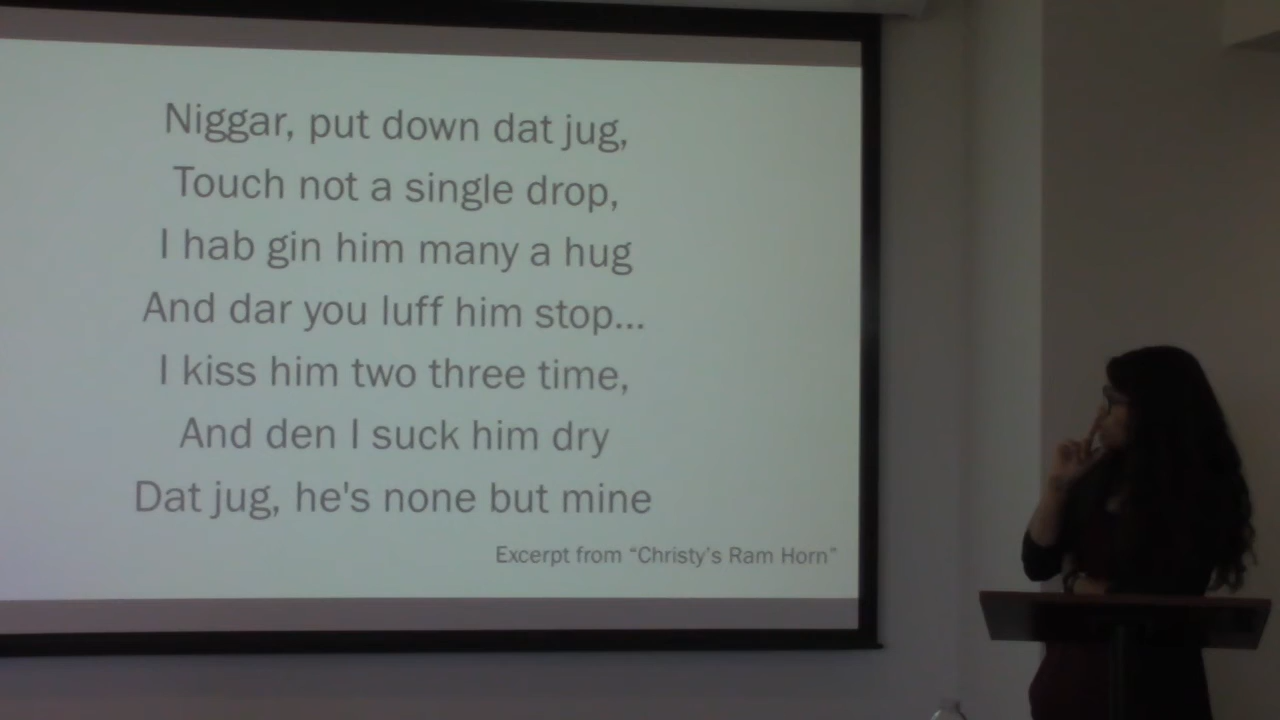 Niggar, put down dat jug,
Touch not a single drop,
I hab gin him many a hug
And dar you luff him stop...
I kiss him two three time,
And den I suck him dry
Dat jug, he's none but mine
Excerpt from “Christy's Ram Horn”